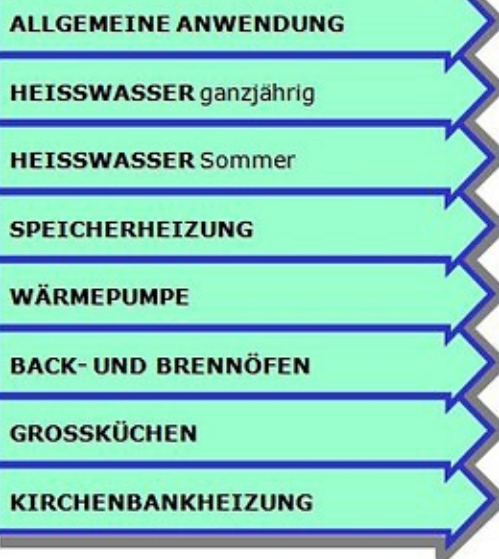 ALLGEMEINE ANWENDUNG
HEISSWASSER ganzjährig
HEISSWASSER Sommer
SPEICHERHEIZUNG
WÄRMEPUMPE
BACK- UND BRENNÖFEN
GROSSKÜCHEN
KIRCHENBANKHEIZUNG